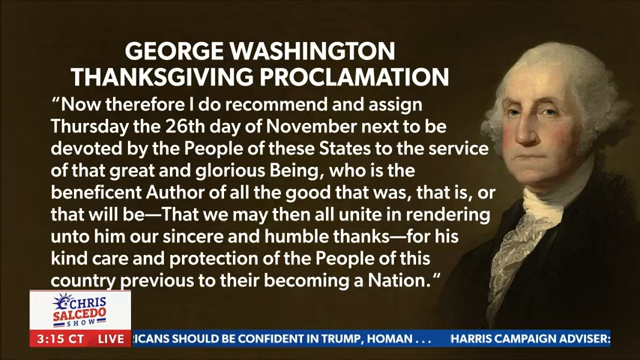 GEORGE WASHINGTON
THANKSGIVING PROCLAMATION
“Now therefore I do recommend and assign
Thursday the 26th day of November next to be
devoted by the People of these States to the service
of that great and glorious Being, who is the
beneficent Author of all the good that was, that is, or
that will be—That we may then all unite in rendering
unto him our sincere and humble thanks—for his
kind care and protection of the People of this
country previous to their becoming a Nation.“
CHRIS
SALCEDO
SHOW
3:15 CT LIVE RICANS SHOULD BE CONFIDENT IN TRUMP, HOMAN . . . HARRIS CAMPAIGN ADVISER: